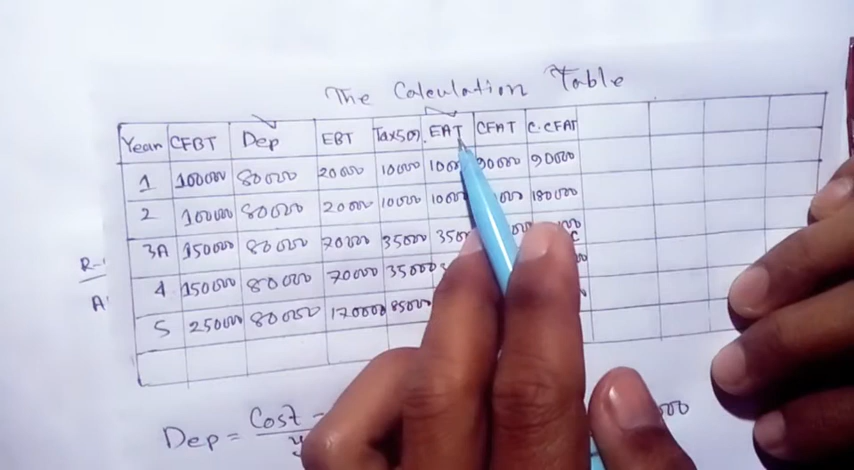 The Calculation Table
Year CFBT Dep EBT Tax50% EAT CFAT C.CFAT
1 100000 80000 20000 10000 90000 90000
2 100000 80000 20000 10000 180000
3A 150000 80000 70000 35000
4 150000 80000 70000 35000
5 250000 80000 170000 85000
Dep = Cost -